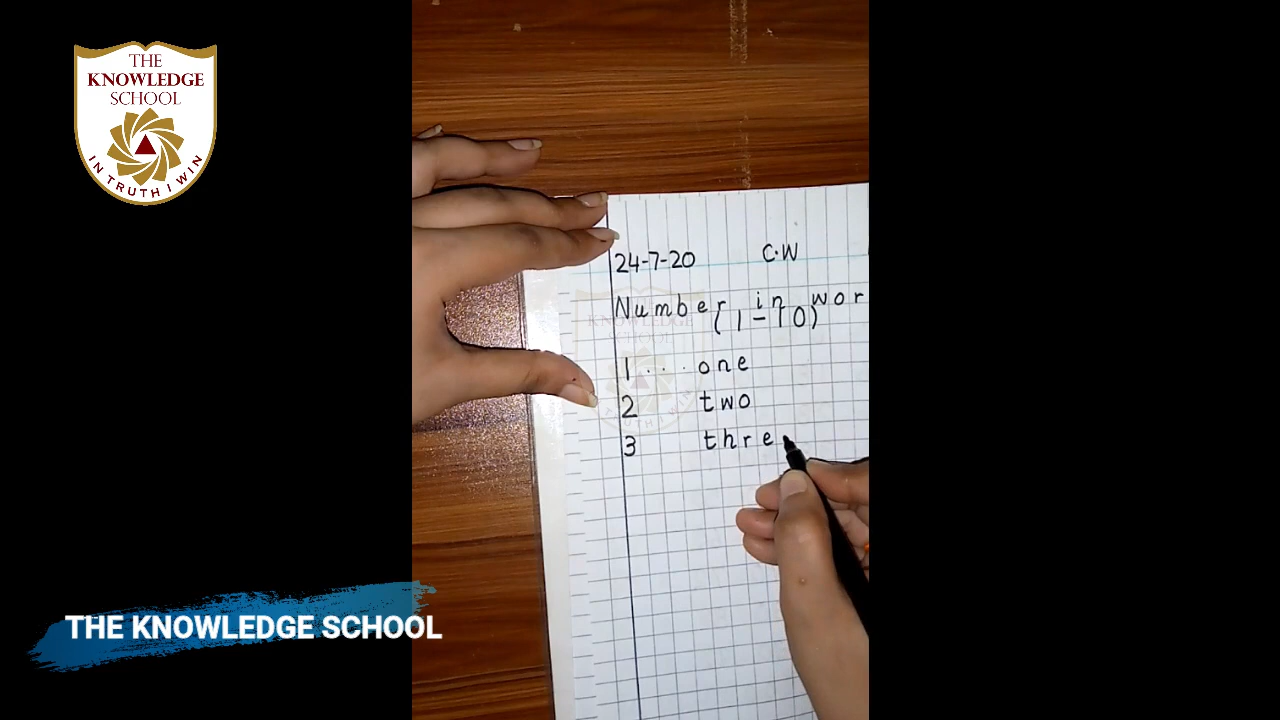 THE
KNOWLEDGE
SCHOOL
IN TRUTH I WIN
24-7-20 C.W
Number in wor
(1-10)
1 ... one
2 two
3 thre
THE KNOWLEDGE SCHOOL